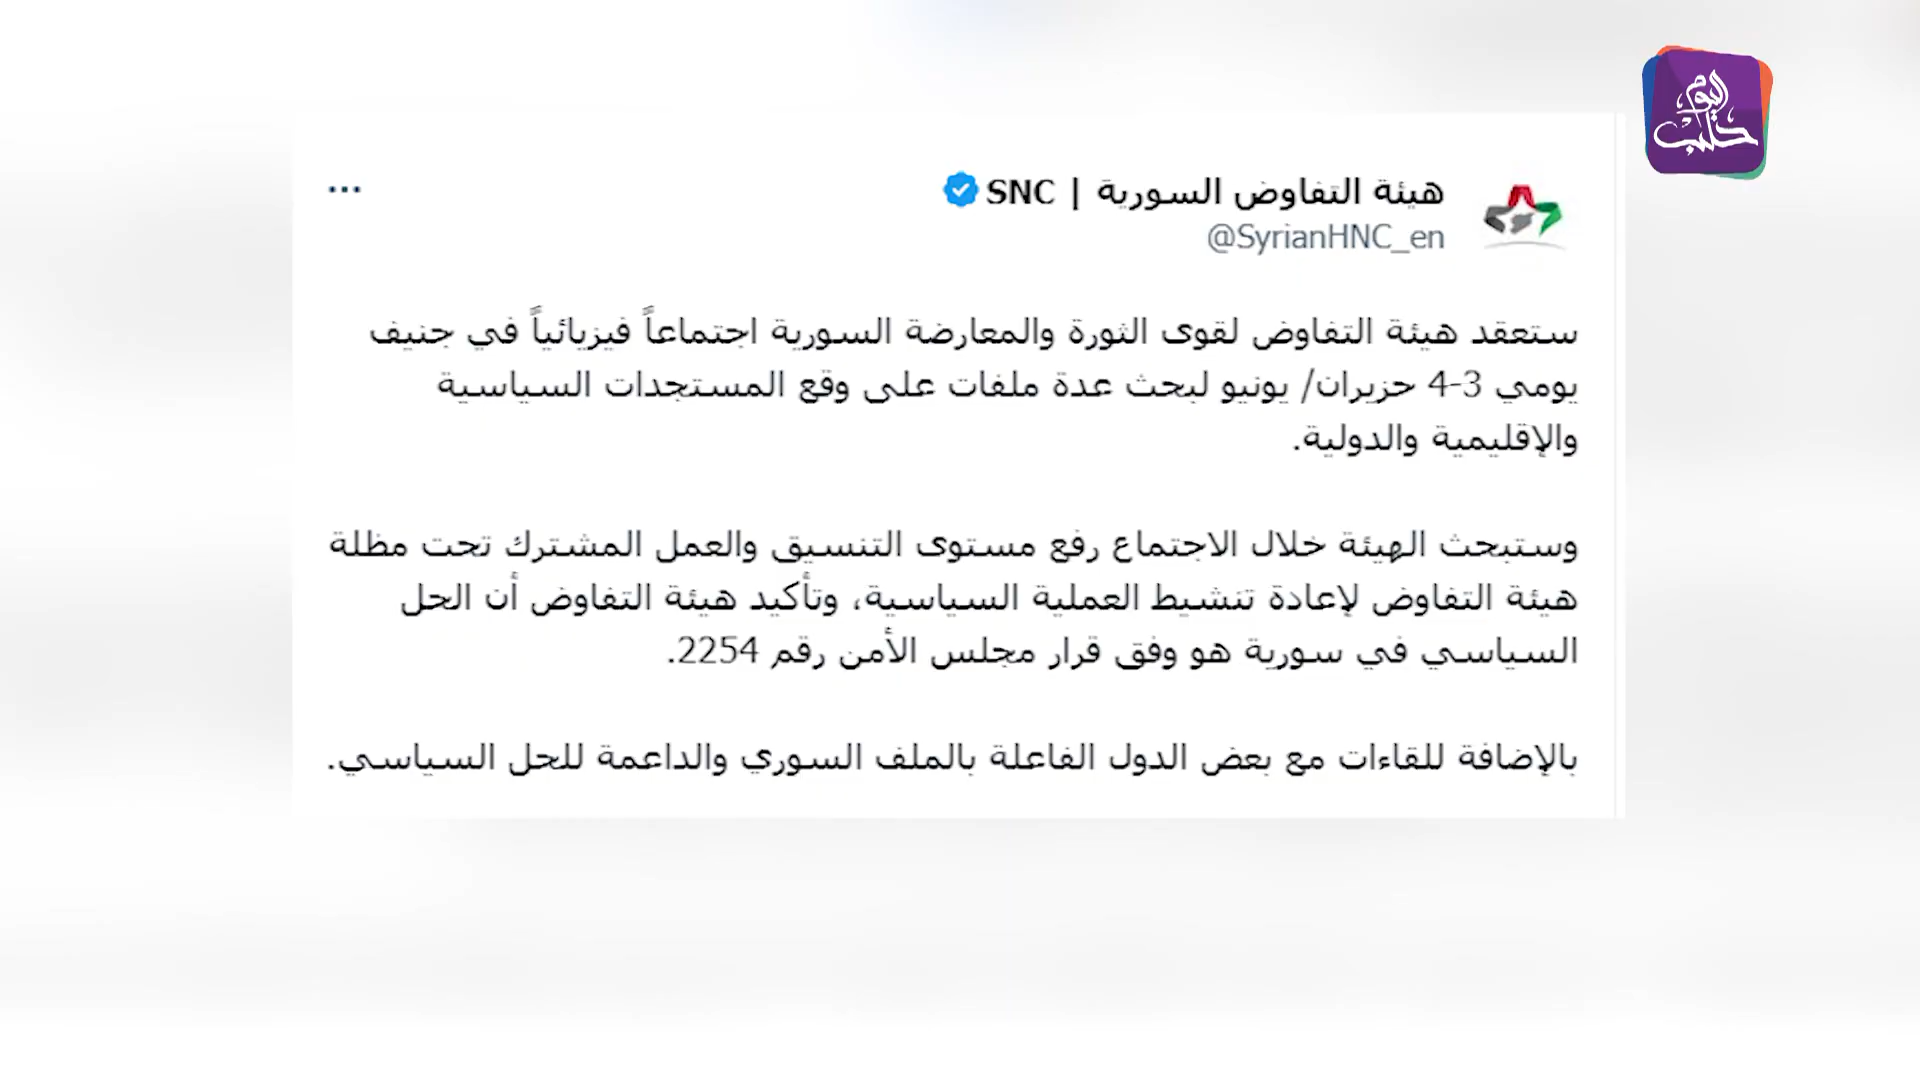 اليوم
حلب
هيئة التفاوض السورية | SNC
@SyrianHNC_en
ستعقد هيئة التفاوض لقوى الثورة والمعارضة السورية اجتماعاً فيزيائياً في جنيف
يومي 3-4 حزيران/ يونيو لبحث عدة ملفات على وقع المستجدات السياسية
والإقليمية والدولية.
وستبحث الهيئة خلال الاجتماع رفع مستوى التنسيق والعمل المشترك تحت مظلة
هيئة التفاوض لإعادة تنشيط العملية السياسية، وتأكيد هيئة التفاوض أن الحل
السياسي في سورية هو وفق قرار مجلس الأمن رقم 2254.
بالإضافة للقاءات مع بعض الدول الفاعلة بالملف السوري والداعمة للحل السياسي.